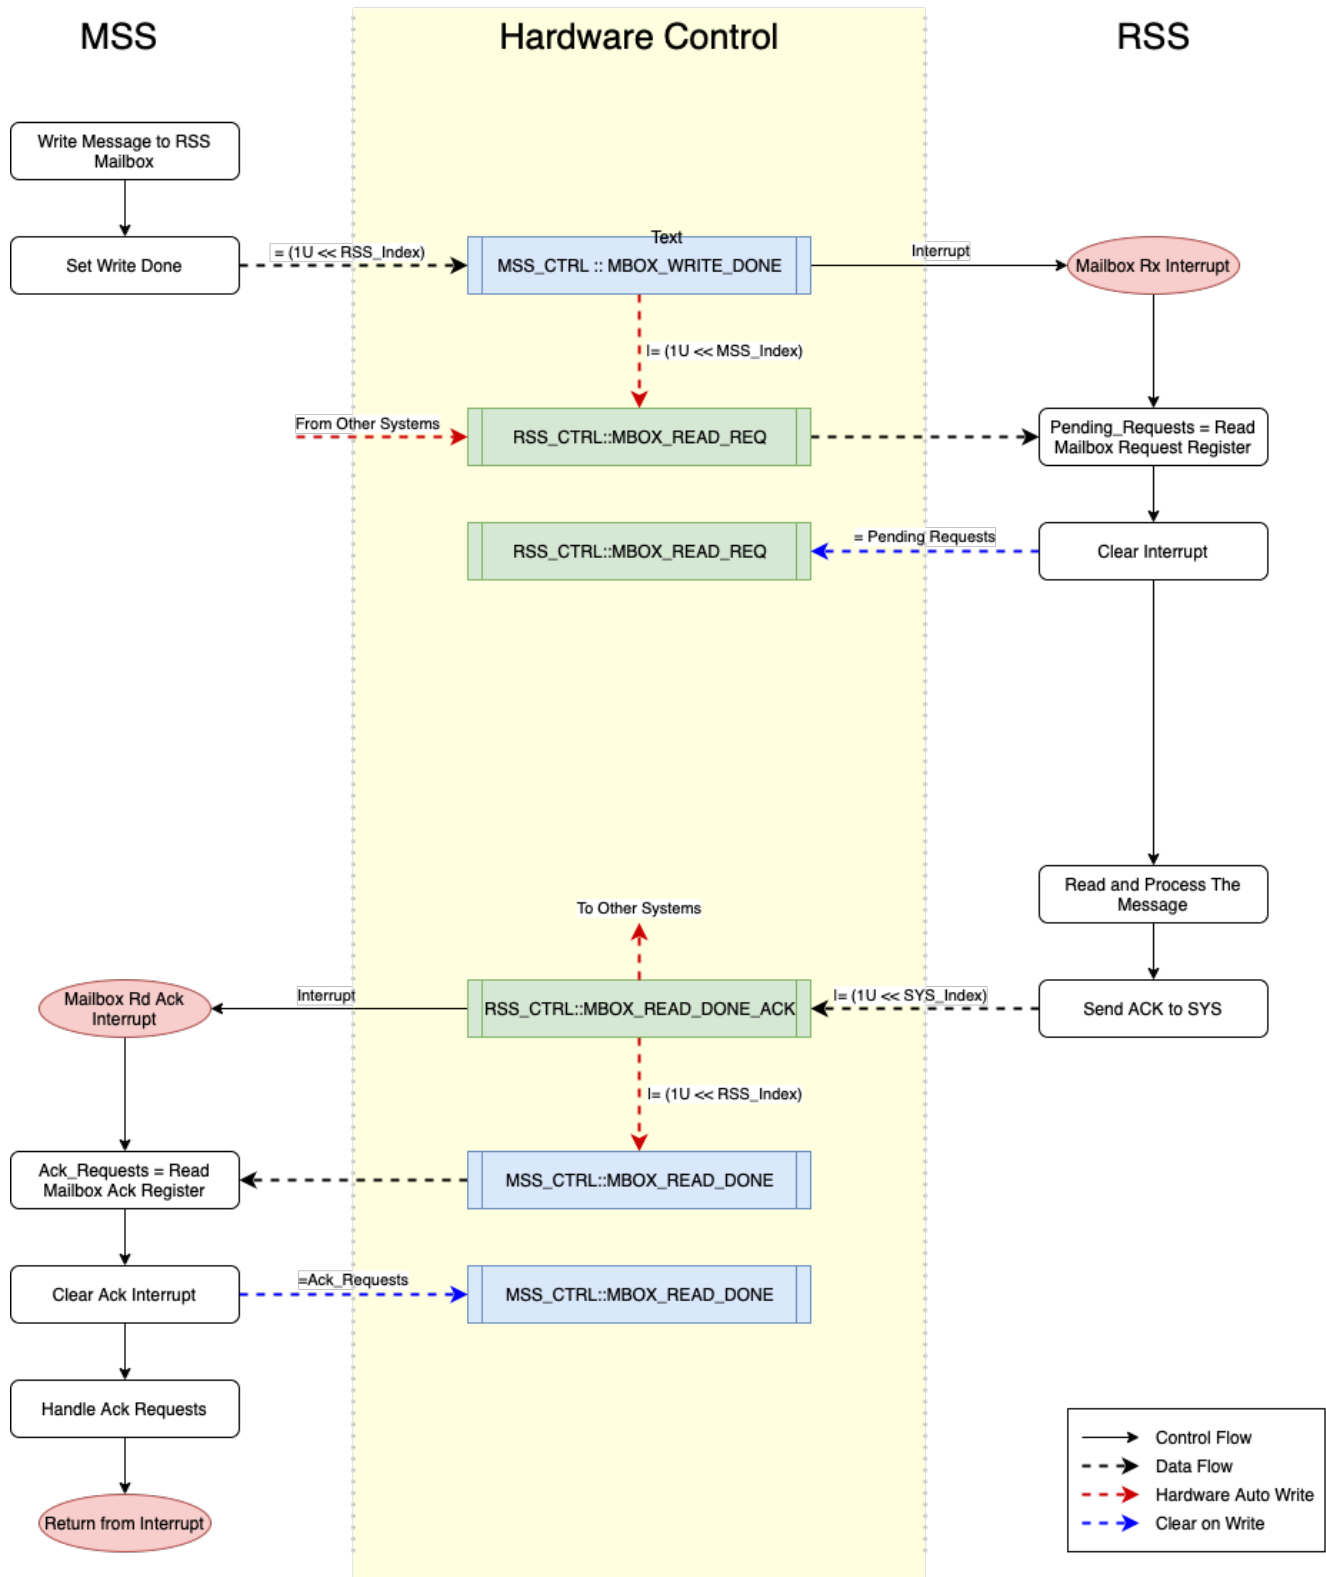 MSS
Hardware Control
RSS
Write Message to RSS
Mailbox
Set Write Done
= (1U << RSS_Index)
Text
MSS_CTRL :: MBOX_WRITE_DONE
Interrupt
Mailbox Rx Interrupt
|= (1U << MSS_Index)
From Other Systems
RSS_CTRL::MBOX_READ_REQ
Pending_Requests = Read
Mailbox Request Register
RSS_CTRL::MBOX_READ_REQ
= Pending Requests
Clear Interrupt
Read and Process The
Message
To Other Systems
Mailbox Rd Ack
Interrupt
Interrupt
RSS_CTRL::MBOX_READ_DONE_ACK
|= (1U << SYS_Index)
Send ACK to SYS
|= (1U << RSS_Index)
Ack_Requests = Read
Mailbox Ack Register
MSS_CTRL::MBOX_READ_DONE
Clear Ack Interrupt
=Ack_Requests
MSS_CTRL::MBOX_READ_DONE
Handle Ack Requests
Return from Interrupt
Control Flow
Data Flow
Hardware Auto Write
Clear on Write